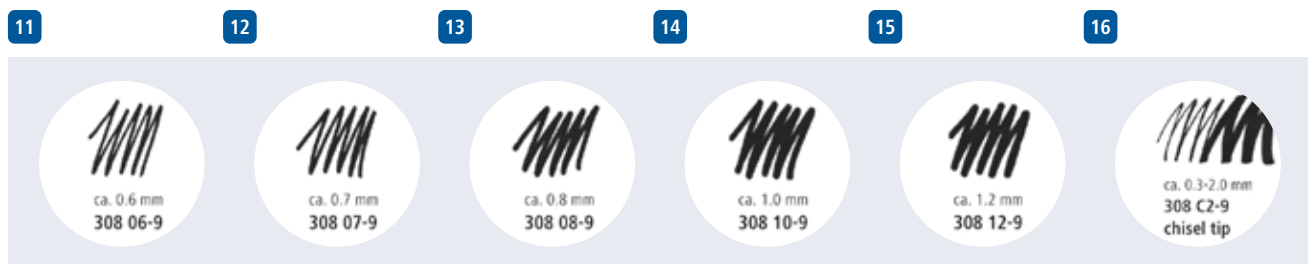 11 12 13 14 15 16
ca. 0.6 mm
308 06-9
ca. 0.7 mm
308 07-9
ca. 0.8 mm
308 08-9
ca. 1.0 mm
308 10-9
ca. 1.2 mm
308 12-9
ca. 0.3-2.0 mm
308 C2-9
chisel tip